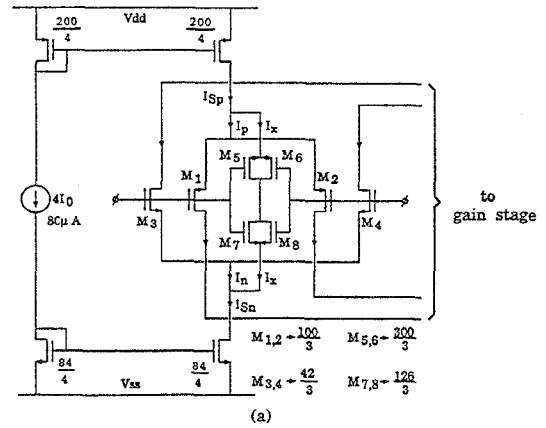 Vdd
200
4
200
4
ISp
Ip
Ix
M5
M6
M1
M2
M3
M4
4I0
80μA
M7
M8
to
gain stage
In
Ix
ISn
M1,2 → 100
3
M5,6 → 300
3
84
4
Vss
84
4
M3,4 → 42
3
M7,8 → 126
3
(a)